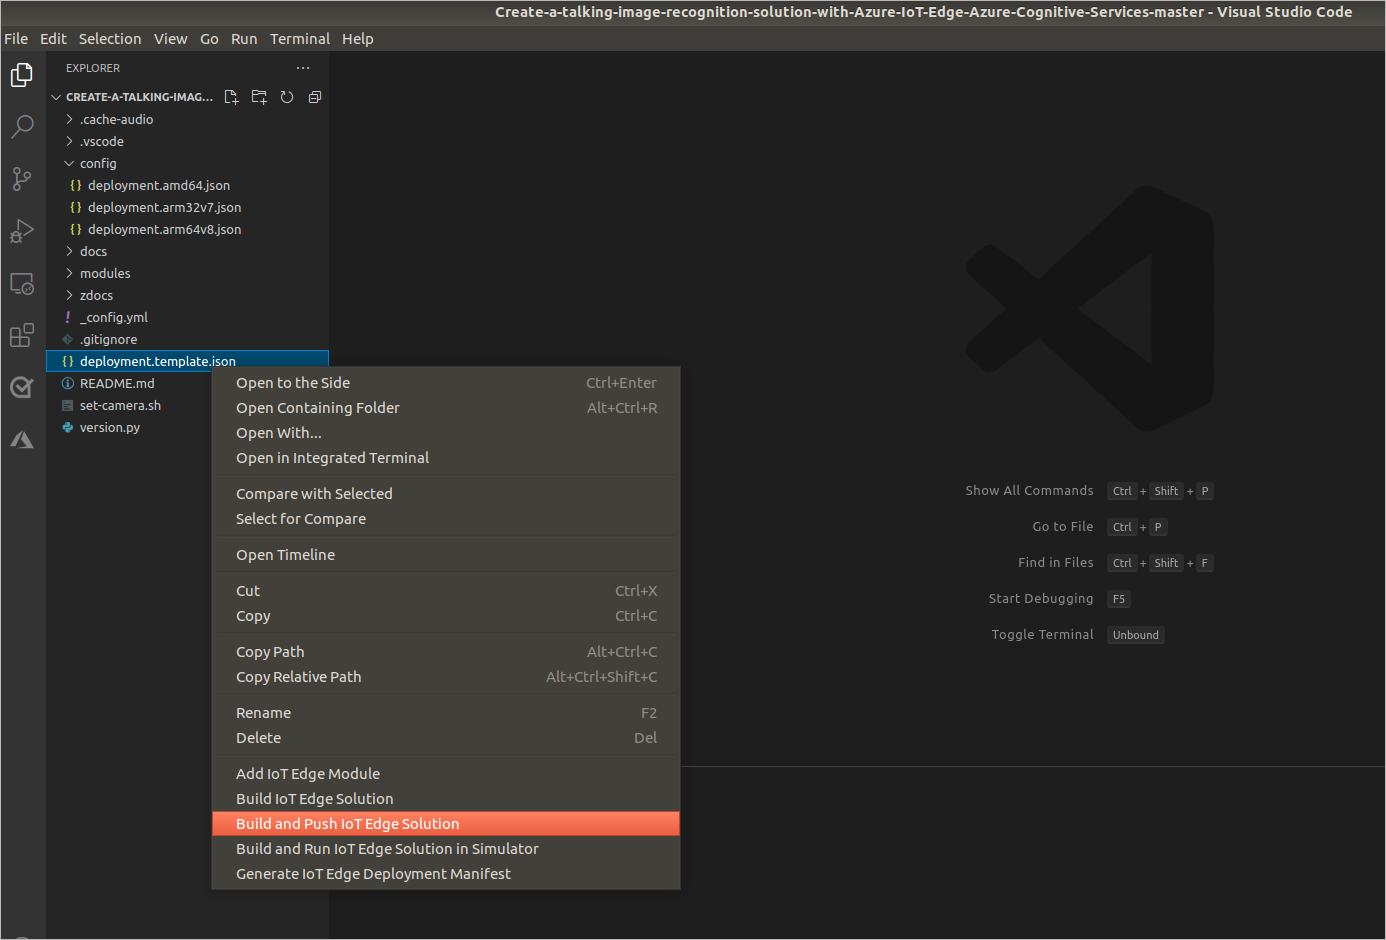 Create-a-talking-image-recognition-solution-with-Azure-IoT-Edge-Azure-Cognitive-Services-master - Visual Studio Code
File Edit Selection View Go Run Terminal Help
EXPLORER ...
CREATE-A-TALKING-IMAG...
.cache-audio
.vscode
config
{} deployment.amd64.json
{} deployment.arm32v7.json
{} deployment.arm64v8.json
docs
modules
zdocs
! _config.yml
.gitignore
{} deployment.template.json
README.md
set-camera.sh
version.py
Open to the Side Ctrl+Enter
Open Containing Folder Alt+Ctrl+R
Open With...
Open in Integrated Terminal
Compare with Selected
Select for Compare
Open Timeline
Cut Ctrl+X
Copy Ctrl+C
Copy Path Alt+Ctrl+C
Copy Relative Path Alt+Ctrl+Shift+C
Rename F2
Delete Del
Add IoT Edge Module
Build IoT Edge Solution
Build and Push IoT Edge Solution
Build and Run IoT Edge Solution in Simulator
Generate IoT Edge Deployment Manifest
Show All Commands Ctrl + Shift + P
Go to File Ctrl + P
Find in Files Ctrl + Shift + F
Start Debugging F5
Toggle Terminal Unbound